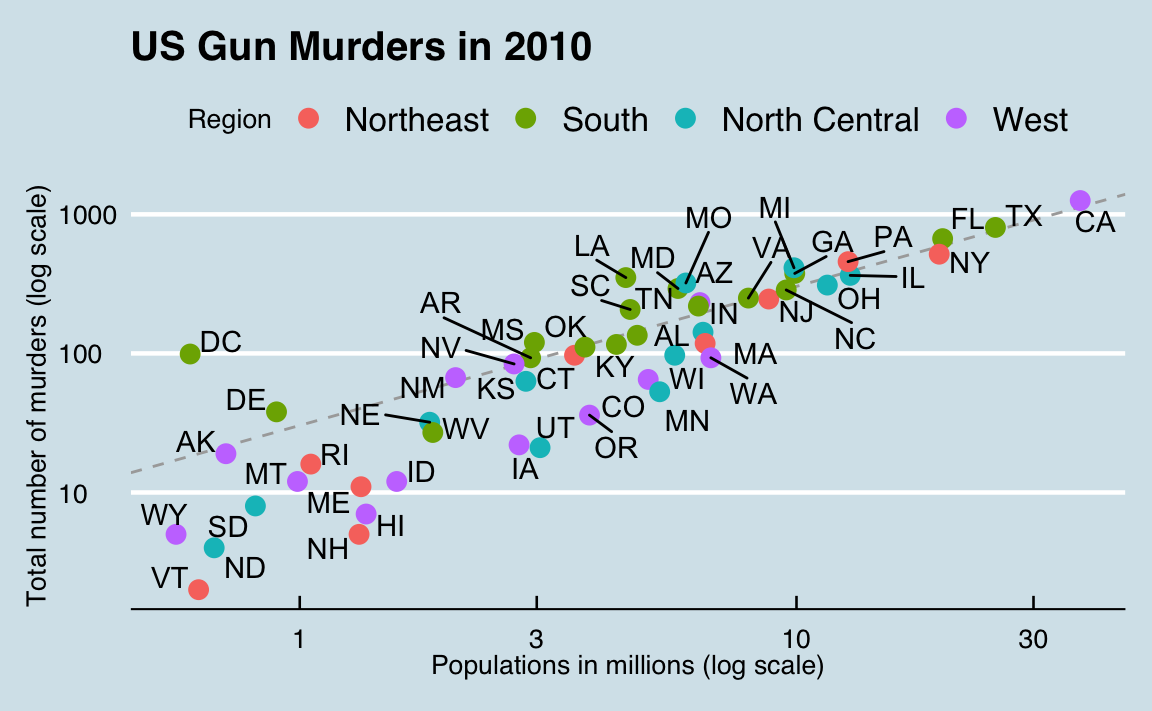 US Gun Murders in 2010
Region Northeast South North Central West
Total number of murders (log scale)
1000
100
10
MO MI
LA MD VA GA PA FL TX CA
SC TN AZ IL NY
AR IN NJ OH
MS OK AL NC
DC NV KY MA
NM KS CT WI WA
DE NE WV CO MN
AK UT OR
RI IA
MT ID
ME
WY SD HI
NH
VT ND
1 3 10 30
Populations in millions (log scale)